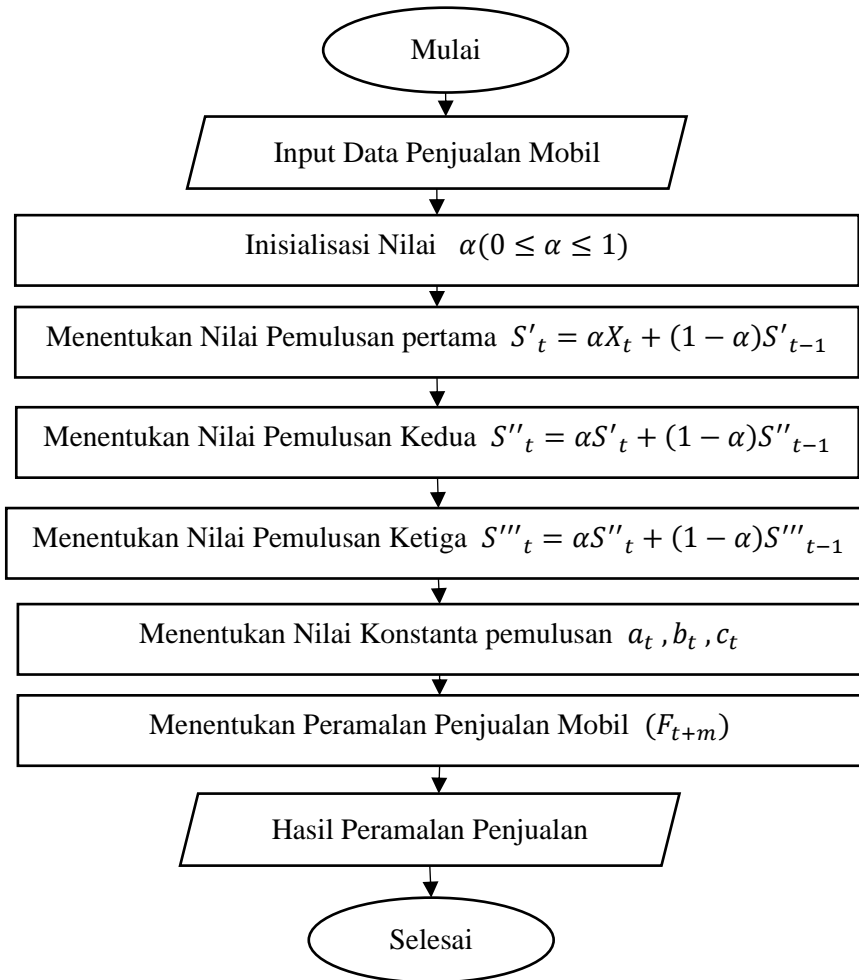 Mulai
Input Data Penjualan Mobil
Inisialisasi Nilai α(0 ≤ α ≤ 1)
Menentukan Nilai Pemulusan pertama S′ₜ = αXₜ + (1 − α)S′ₜ₋₁
Menentukan Nilai Pemulusan Kedua S′′ₜ = αS′ₜ + (1 − α)S′′ₜ₋₁
Menentukan Nilai Pemulusan Ketiga S′′′ₜ = αS′′ₜ + (1 − α)S′′′ₜ₋₁
Menentukan Nilai Konstanta pemulusan aₜ , bₜ , cₜ
Menentukan Peramalan Penjualan Mobil (Fₜ₊ₘ)
Hasil Peramalan Penjualan
Selesai